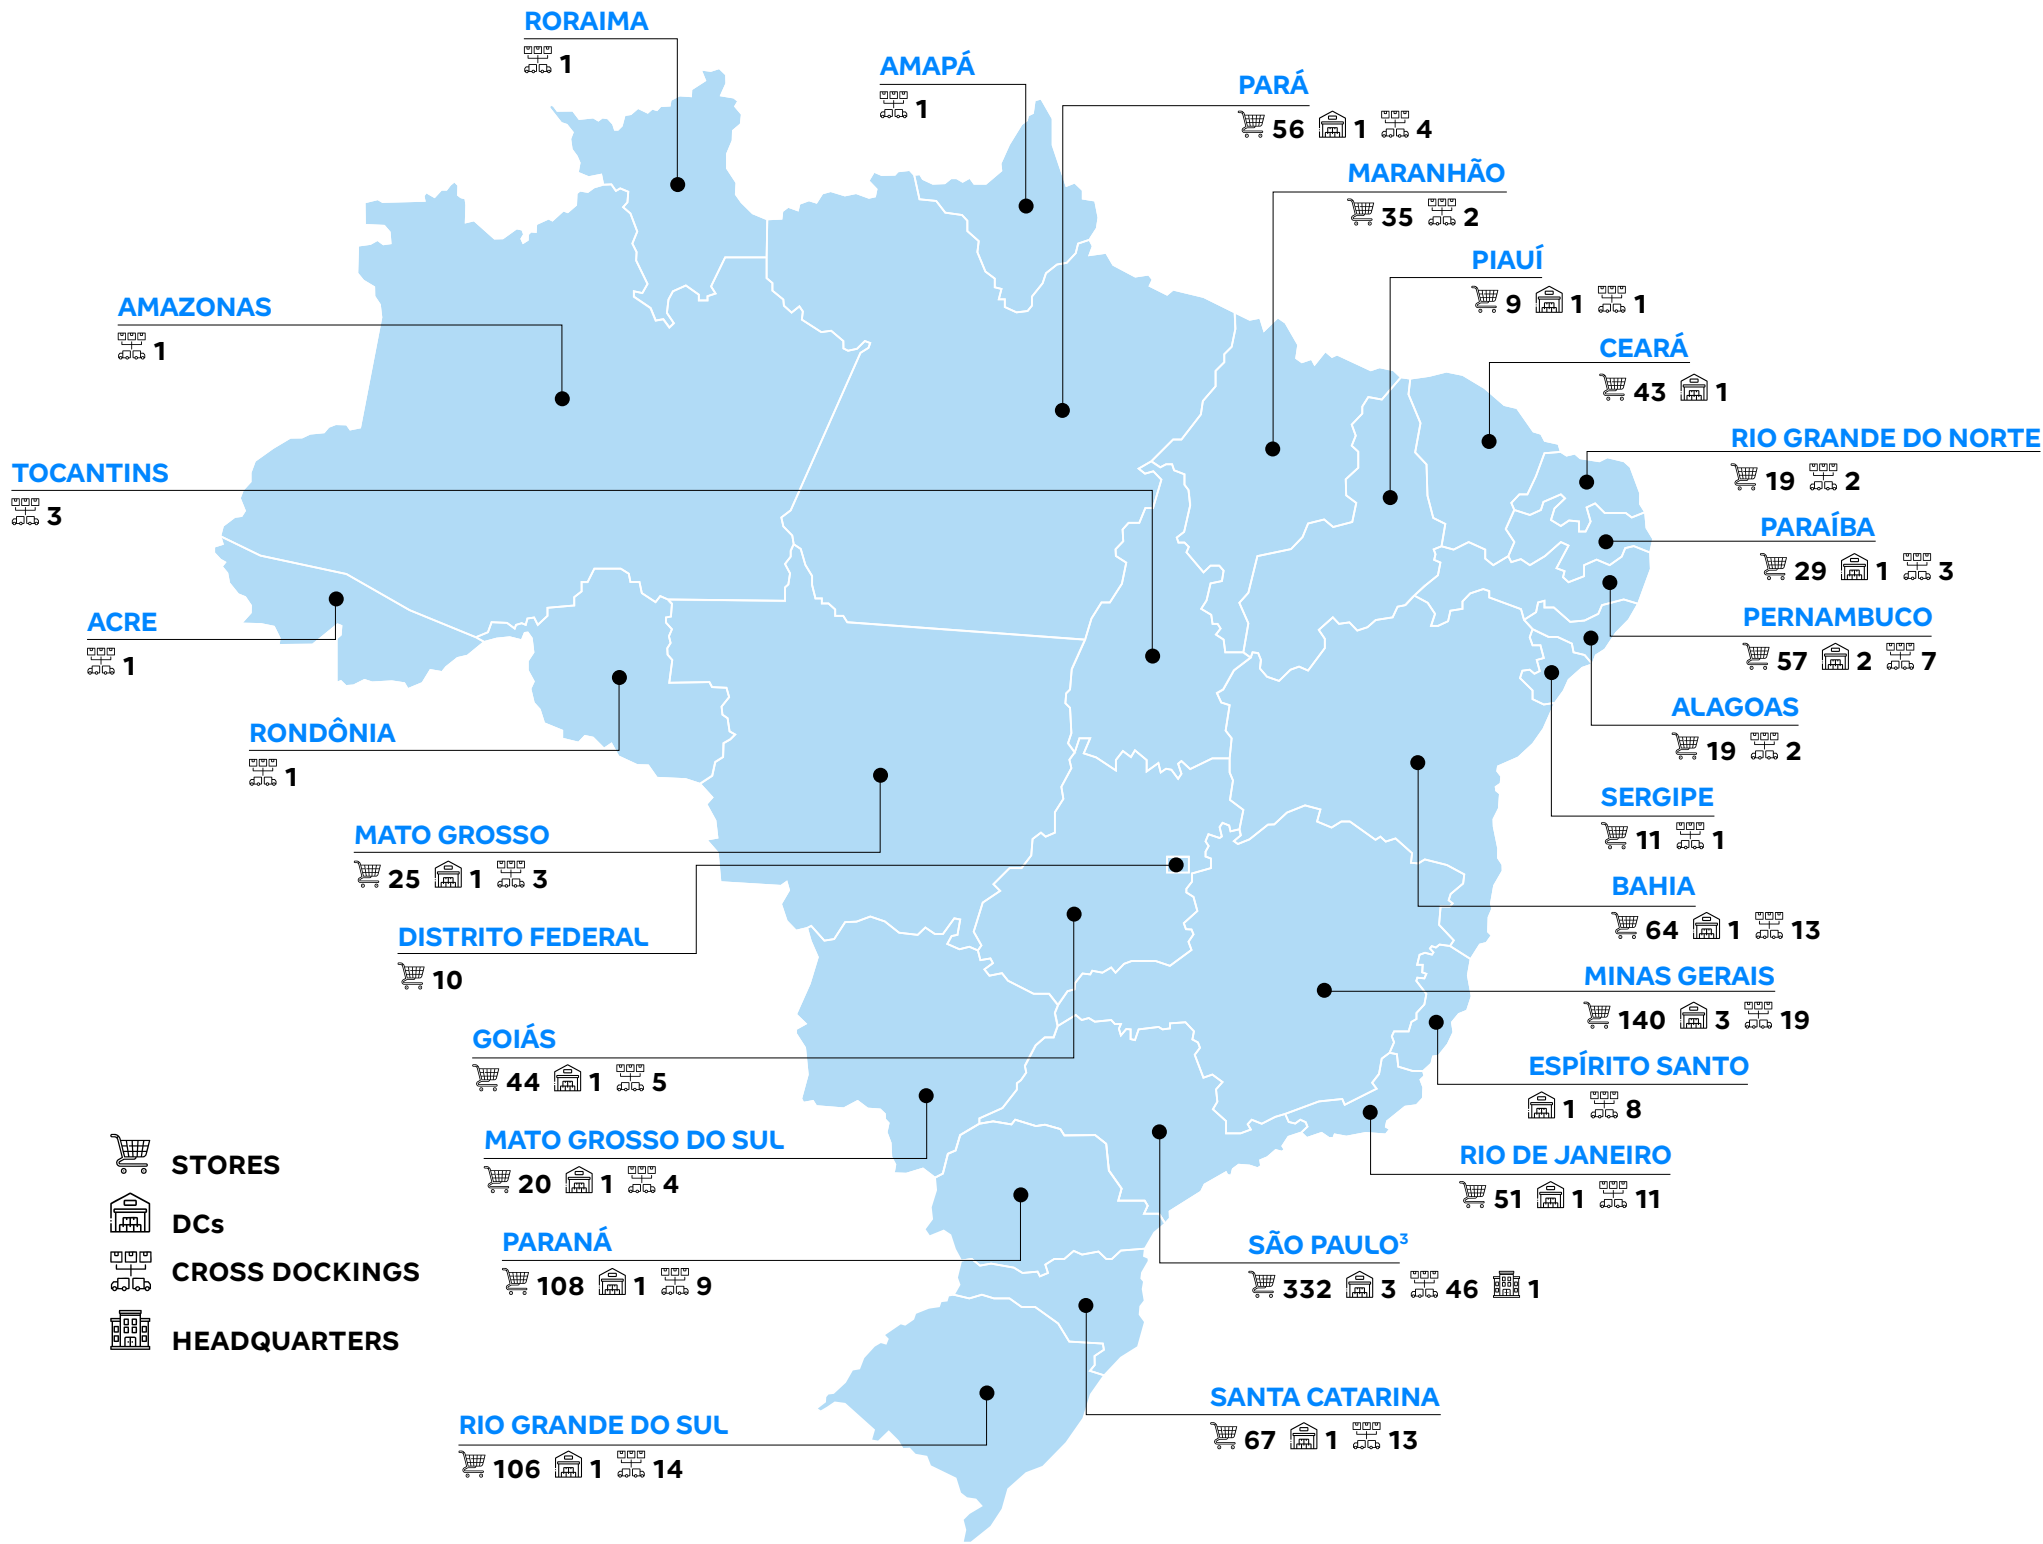 RORAIMA
1
AMAPÁ
1
PARÁ
56 1 4
MARANHÃO
35 2
PIAUÍ
9 1 1
AMAZONAS
1
CEARÁ
43 1
RIO GRANDE DO NORTE
19 2
TOCANTINS
3
PARAÍBA
29 1 3
ACRE
1
PERNAMBUCO
57 2 7
ALAGOAS
19 2
RONDÔNIA
1
SERGIPE
11 1
MATO GROSSO
25 1 3
BAHIA
64 1 13
DISTRITO FEDERAL
10
MINAS GERAIS
140 3 19
GOIÁS
44 1 5
ESPÍRITO SANTO
1 8
MATO GROSSO DO SUL
20 1 4
RIO DE JANEIRO
51 1 11
PARANÁ
108 1 9
SÃO PAULO³
332 3 46 1
STORES
DCs
CROSS DOCKINGS
HEADQUARTERS
SANTA CATARINA
67 1 13
RIO GRANDE DO SUL
106 1 14